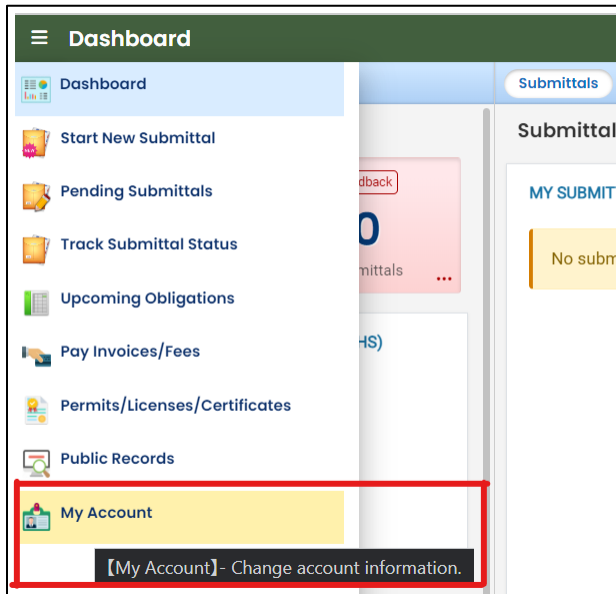 Dashboard
Dashboard
Start New Submittal
Pending Submittals
Track Submittal Status
Upcoming Obligations
Pay Invoices/Fees
Permits/Licenses/Certificates
Public Records
My Account
【My Account】- Change account information.
dback
0
mittals
...
HS)
Submittals
Submittal
MY SUBMIT
No subm